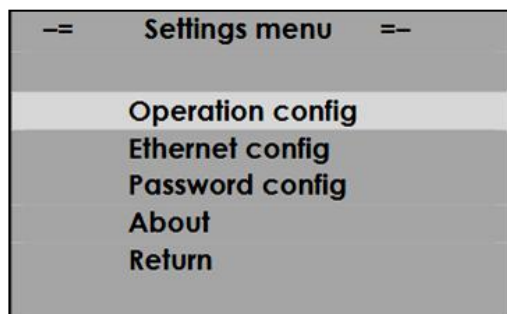 –= Settings menu =–
Operation config
Ethernet config
Password config
About
Return